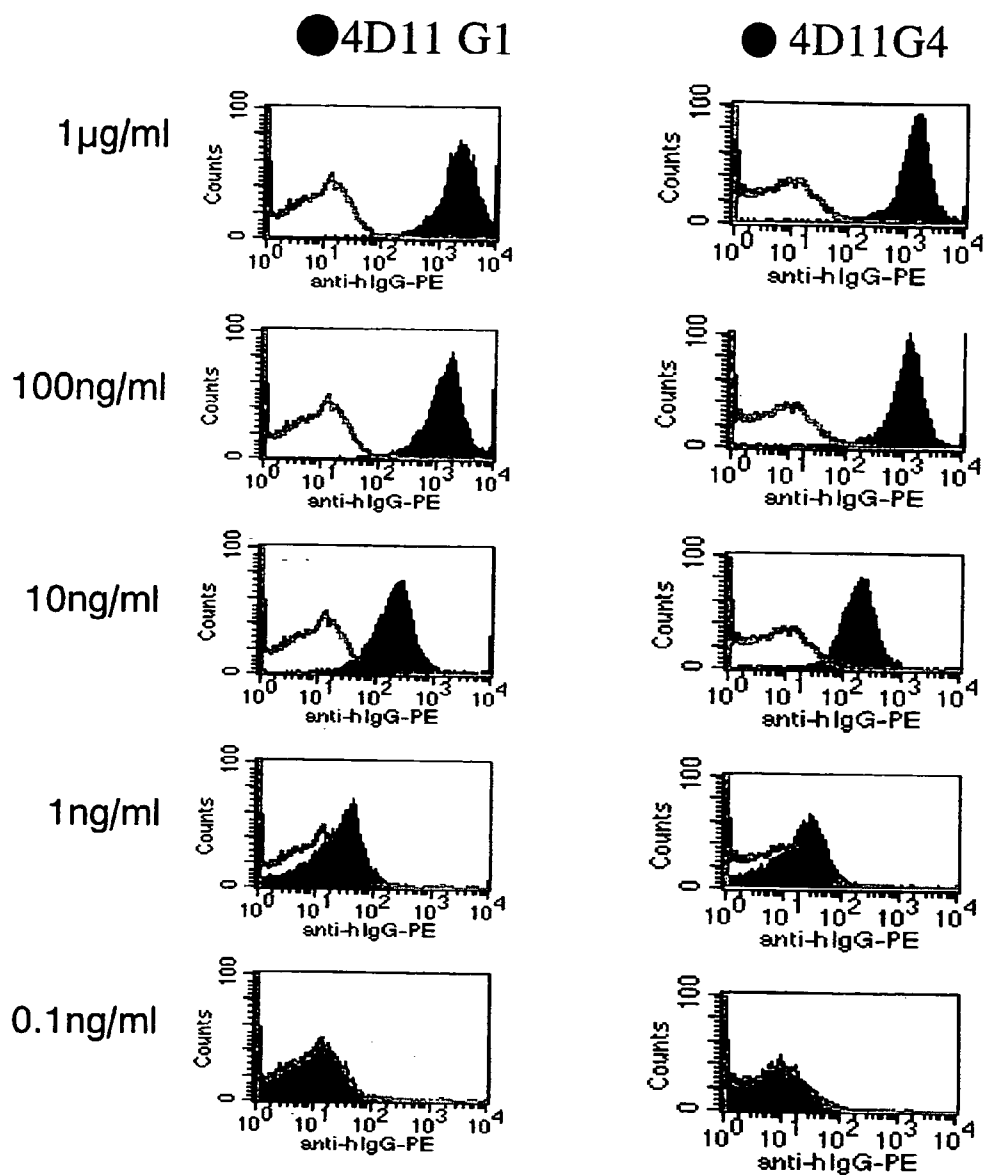 4D11 G1
4D11G4
1µg/ml
100
Counts
0
10⁰ 10¹ 10² 10³ 10⁴
anti-hIgG-PE
100
Counts
0
10⁰ 10¹ 10² 10³ 10⁴
anti-hIgG-PE
100ng/ml
100
Counts
0
10⁰ 10¹ 10² 10³ 10⁴
anti-hIgG-PE
100
Counts
0
10⁰ 10¹ 10² 10³ 10⁴
anti-hIgG-PE
10ng/ml
100
Counts
0
10⁰ 10¹ 10² 10³ 10⁴
anti-hIgG-PE
100
Counts
0
10⁰ 10¹ 10² 10³ 10⁴
anti-hIgG-PE
1ng/ml
100
Counts
0
10⁰ 10¹ 10² 10³ 10⁴
anti-hIgG-PE
100
Counts
0
10⁰ 10¹ 10² 10³ 10⁴
anti-hIgG-PE
0.1ng/ml
100
Counts
0
10⁰ 10¹ 10² 10³ 10⁴
anti-hIgG-PE
100
Counts
0
10⁰ 10¹ 10² 10³ 10⁴
anti-hIgG-PE